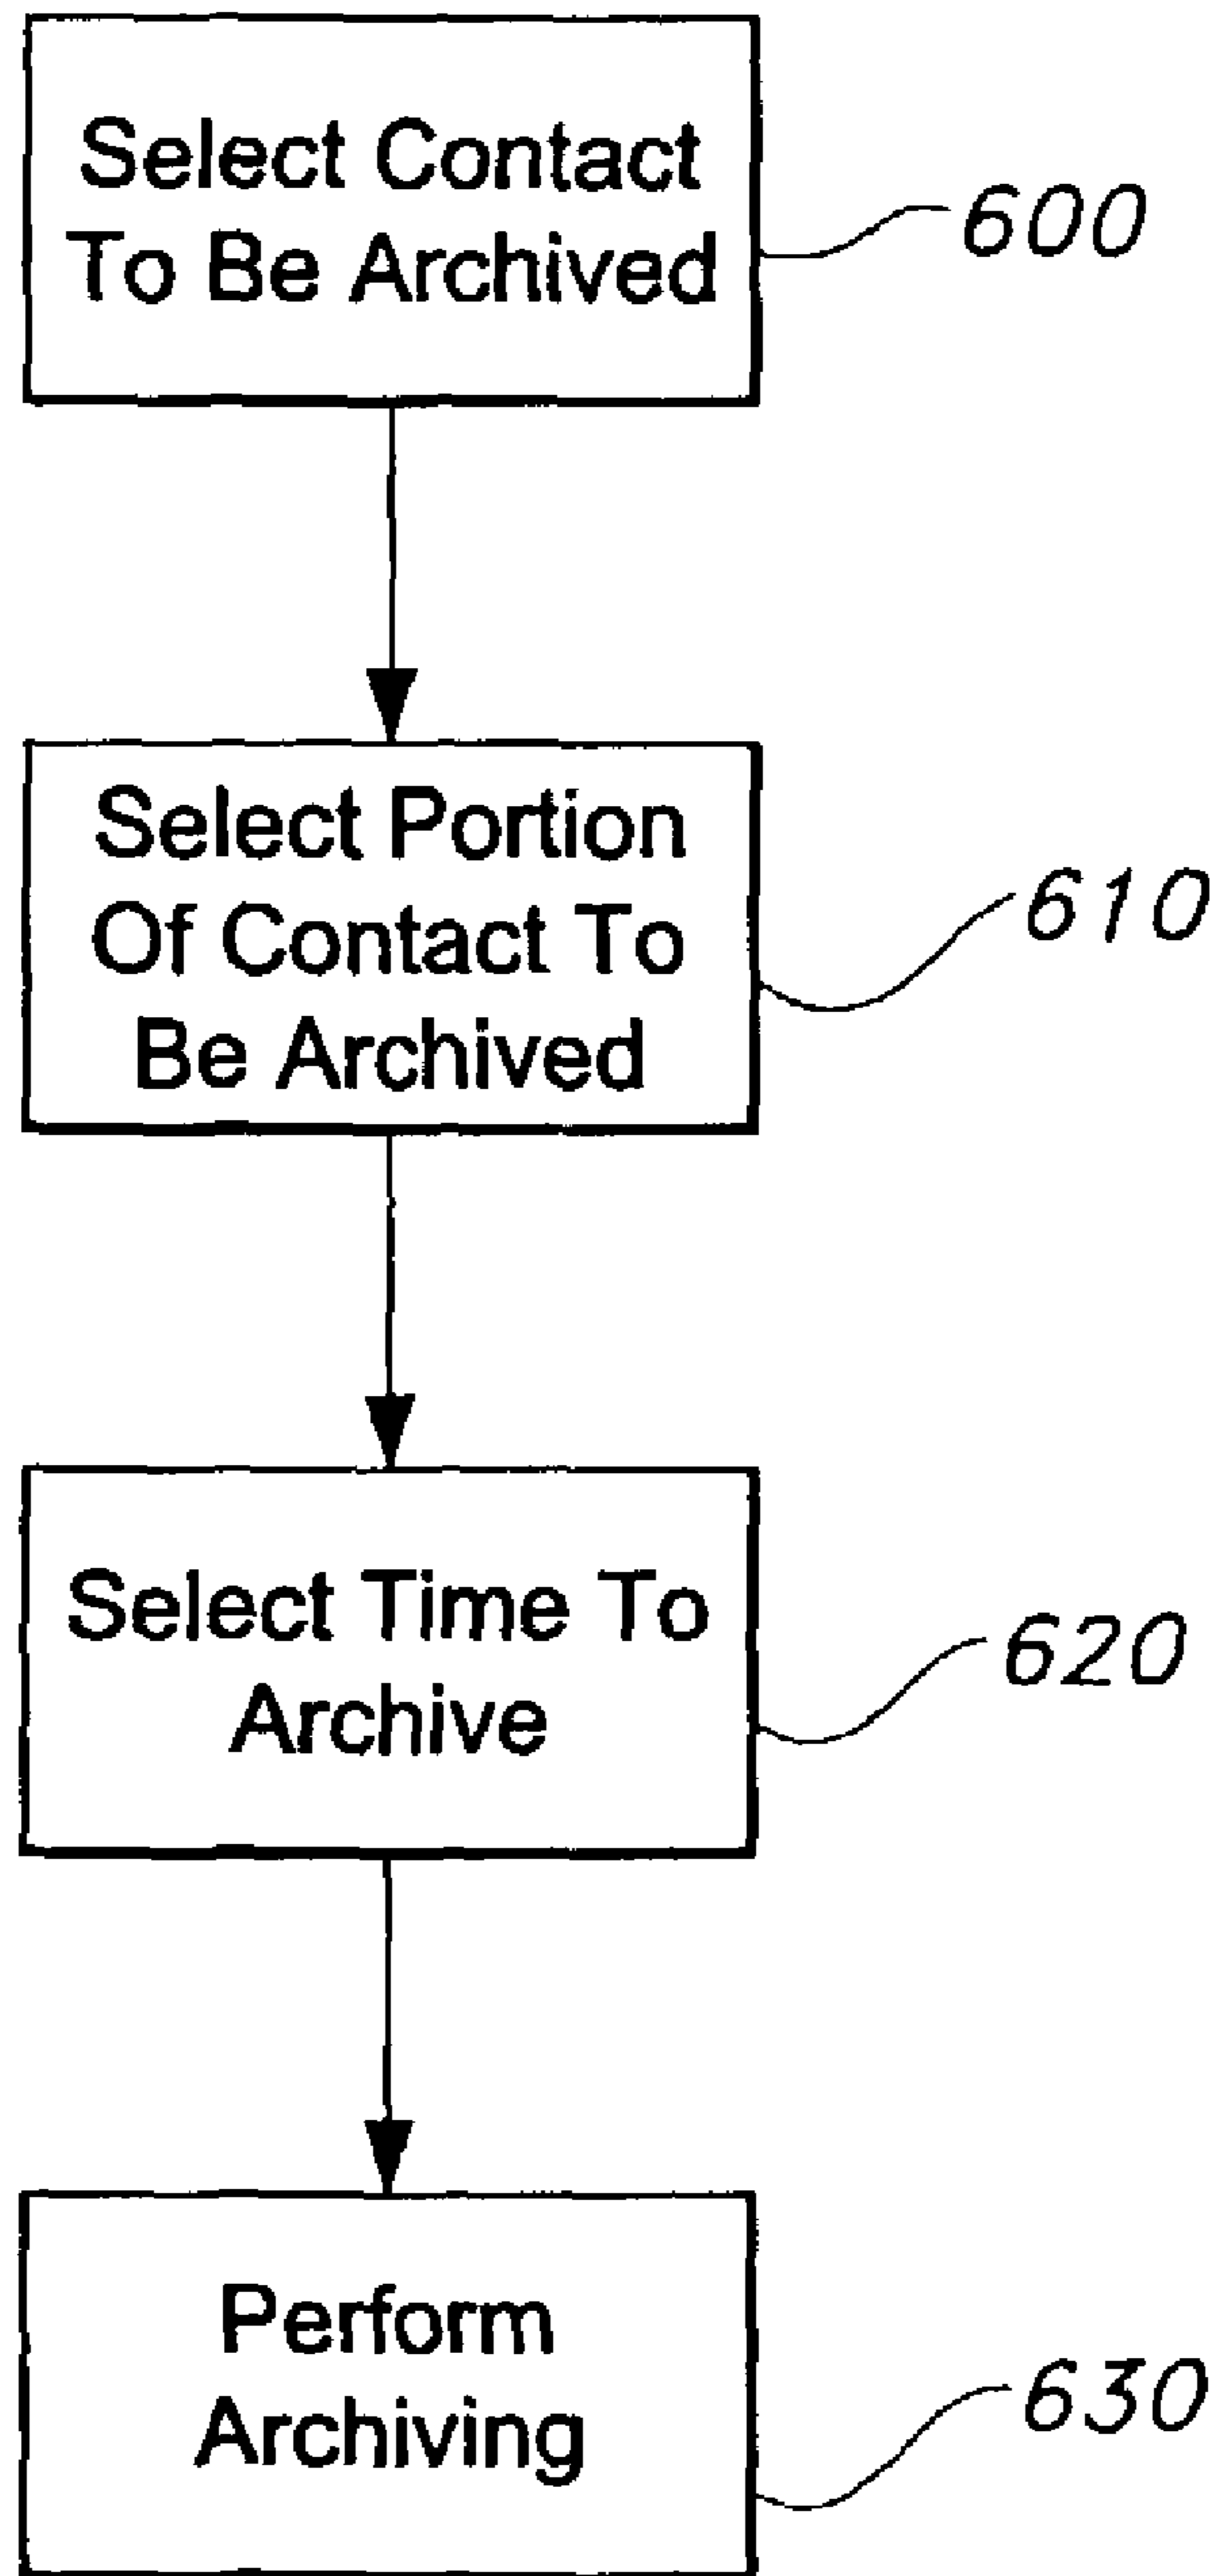 Select Contact
To Be Archived
600
Select Portion
Of Contact To
Be Archived
610
Select Time To
Archive
620
Perform
Archiving
630